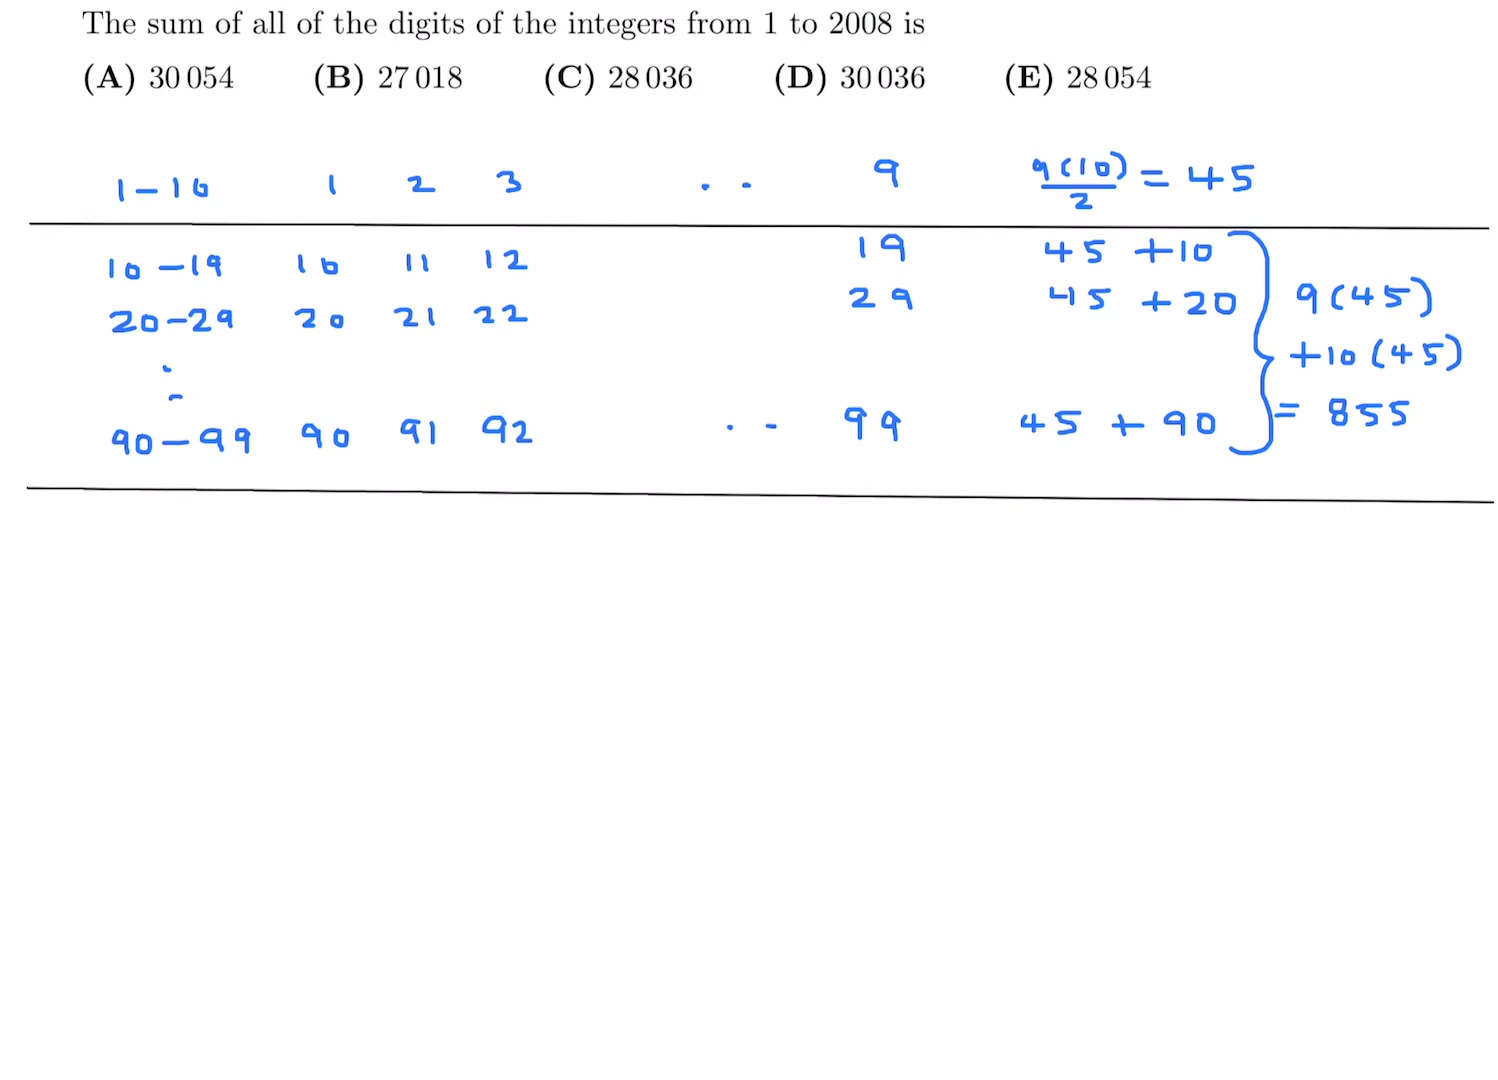 The sum of all of the digits of the integers from 1 to 2008 is
(A) 30 054 (B) 27 018 (C) 28 036 (D) 30 036 (E) 28 054
1 - 10 1 2 3 . . 9 9(10)/2 = 45
10 - 19 10 11 12 19 45 + 10
20 - 29 20 21 22 29 45 + 20 9(45)
+ 10(45)
90 - 99 90 91 92 . . 99 45 + 90 = 855